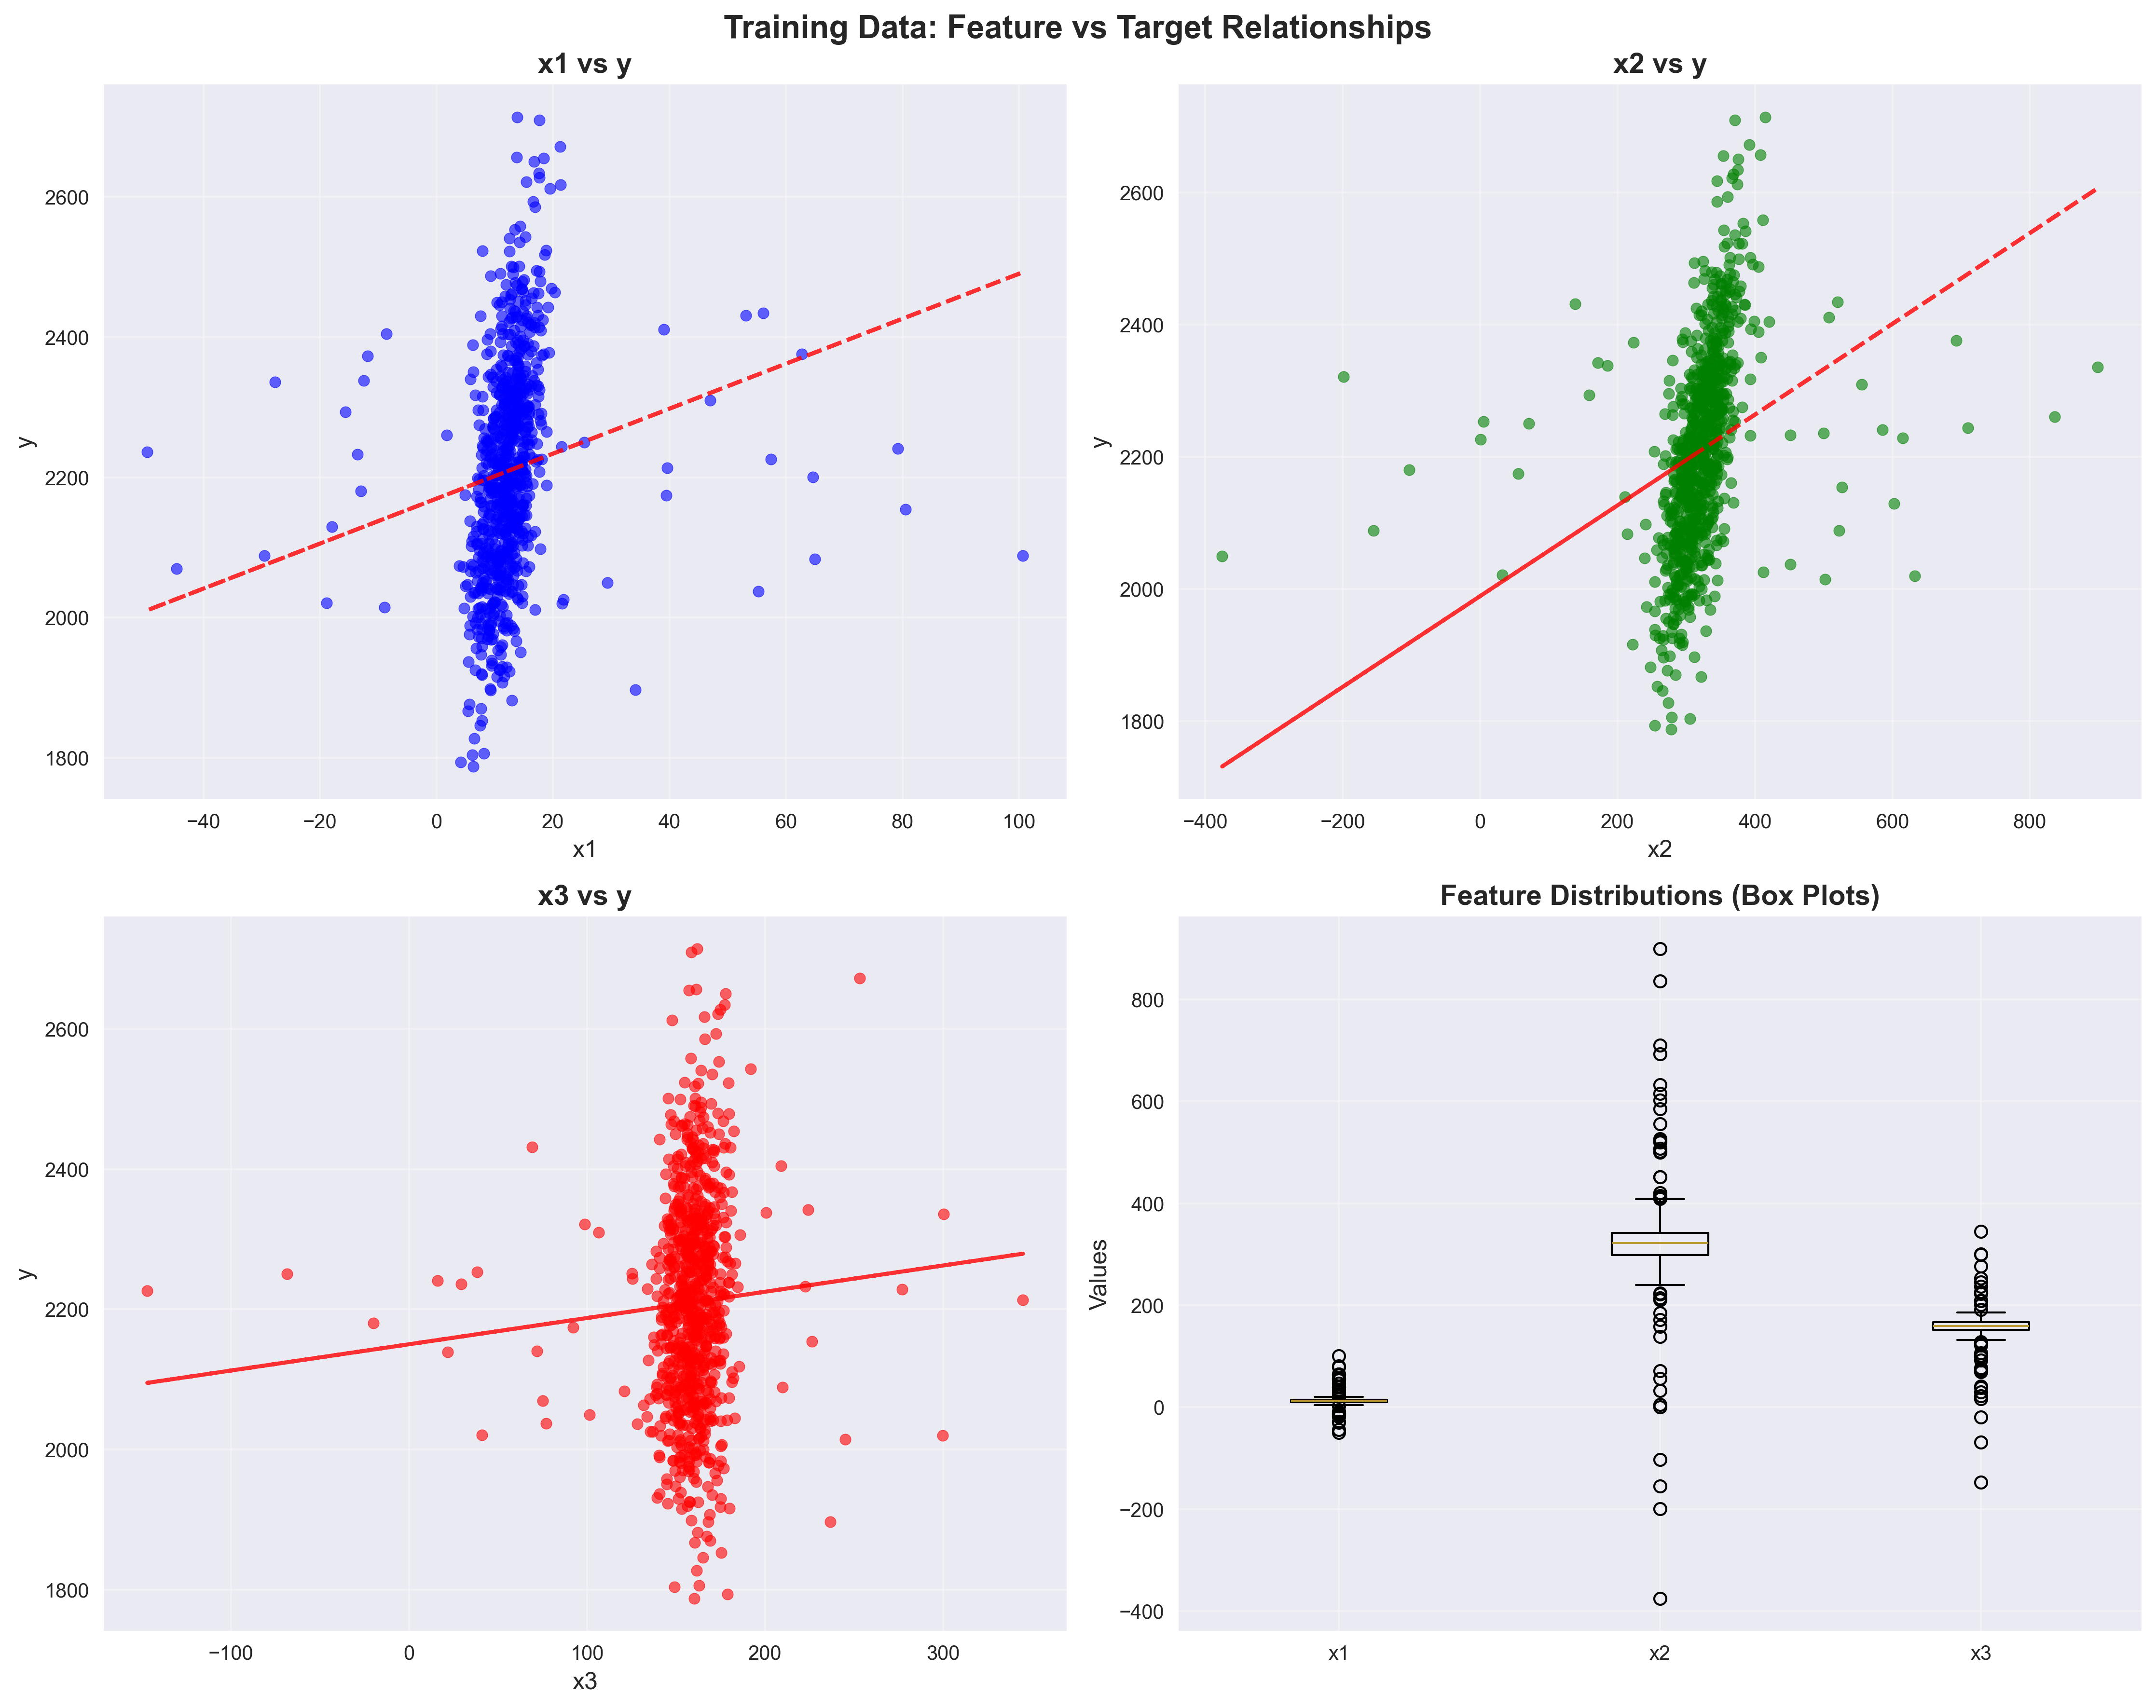 Training Data: Feature vs Target Relationships
x1 vs y
y
2600
2400
2200
2000
1800
−40 −20 0 20 40 60 80 100
x1
x2 vs y
y
2600
2400
2200
2000
1800
−400 −200 0 200 400 600 800
x2
x3 vs y
y
2600
2400
2200
2000
1800
−100 0 100 200 300
x3
Feature Distributions (Box Plots)
Values
800
600
400
200
0
−200
−400
x1 x2 x3